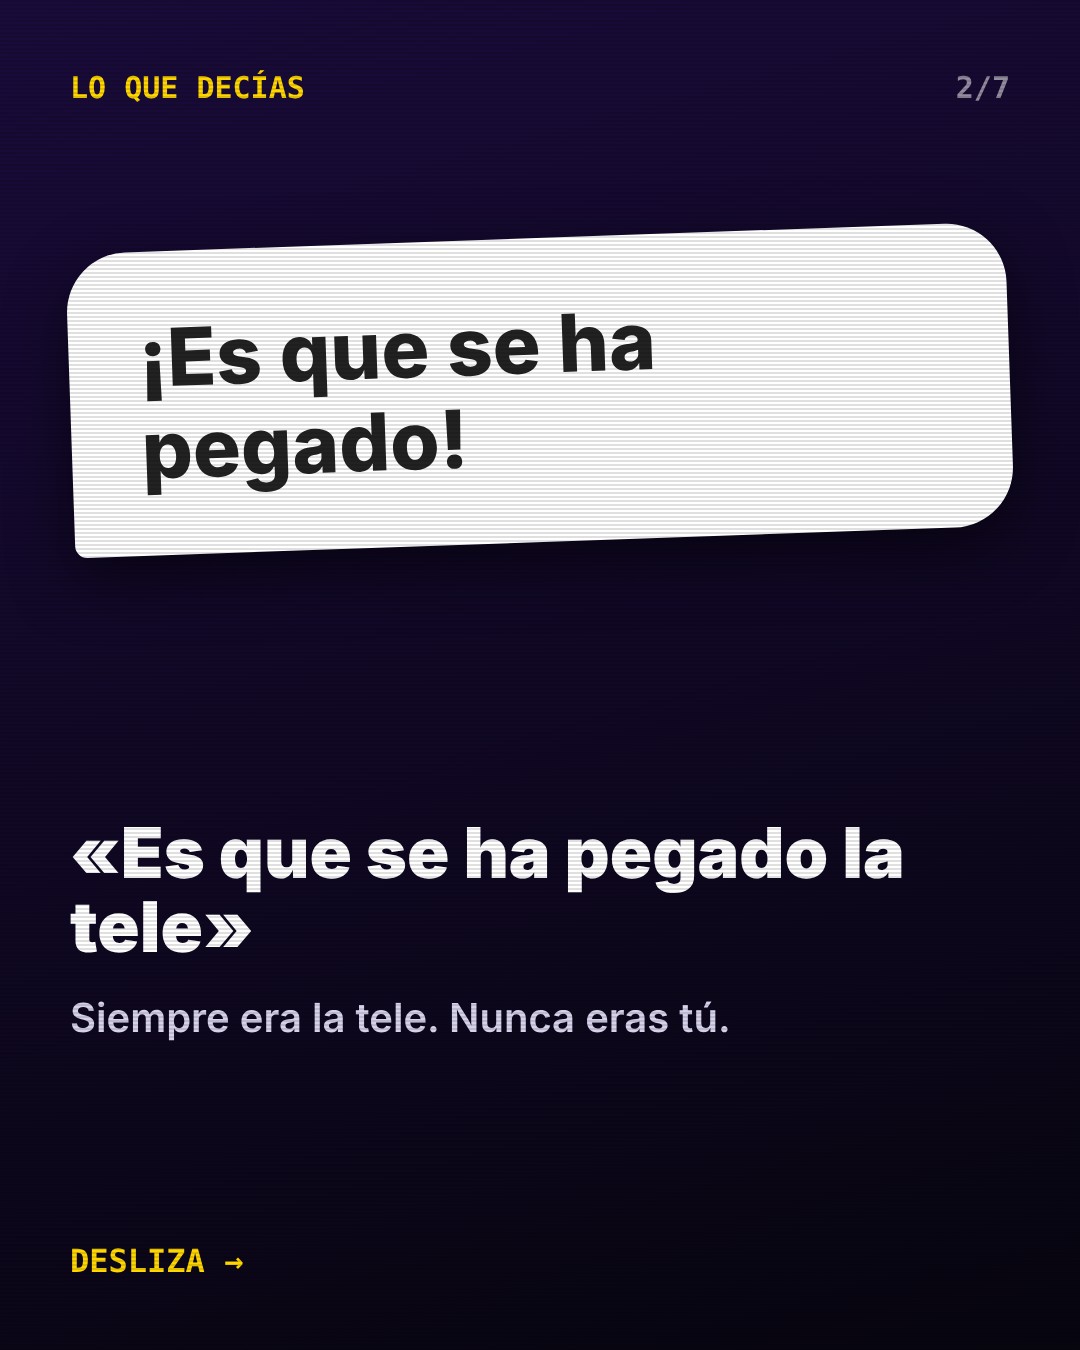 LO QUE DECÍAS
2/7
¡Es que se ha
pegado!
«Es que se ha pegado la
tele»
Siempre era la tele. Nunca eras tú.
DESLIZA →